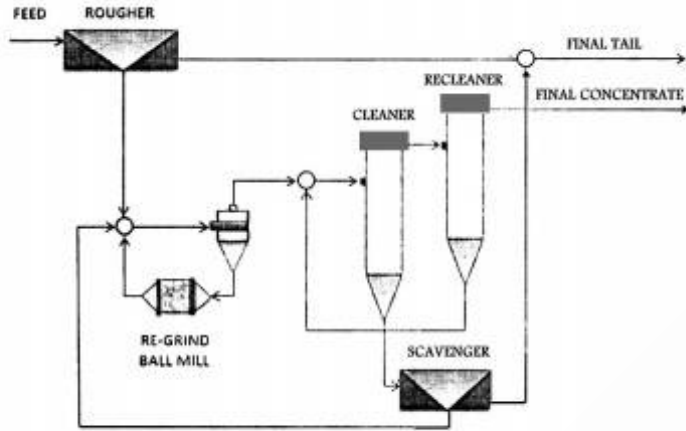 FEED
ROUGHER
FINAL TAIL
RECLEANER
FINAL CONCENTRATE
CLEANER
RE-GRIND
BALL MILL
SCAVENGER